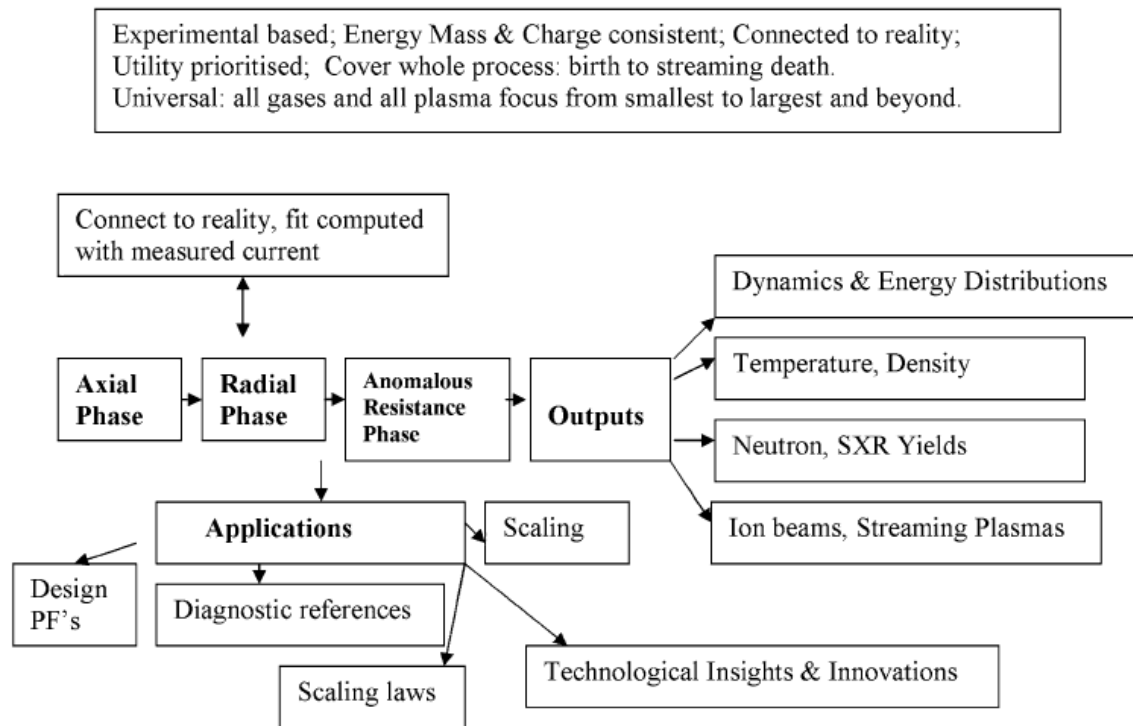 Experimental based; Energy Mass & Charge consistent; Connected to reality;
Utility prioritised; Cover whole process: birth to streaming death.
Universal: all gases and all plasma focus from smallest to largest and beyond.
Connect to reality, fit computed
with measured current
Dynamics & Energy Distributions
Axial
Phase
Radial
Phase
Anomalous
Resistance
Phase
Outputs
Temperature, Density
Neutron, SXR Yields
Ion beams, Streaming Plasmas
Applications
Scaling
Design
PF's
Diagnostic references
Scaling laws
Technological Insights & Innovations